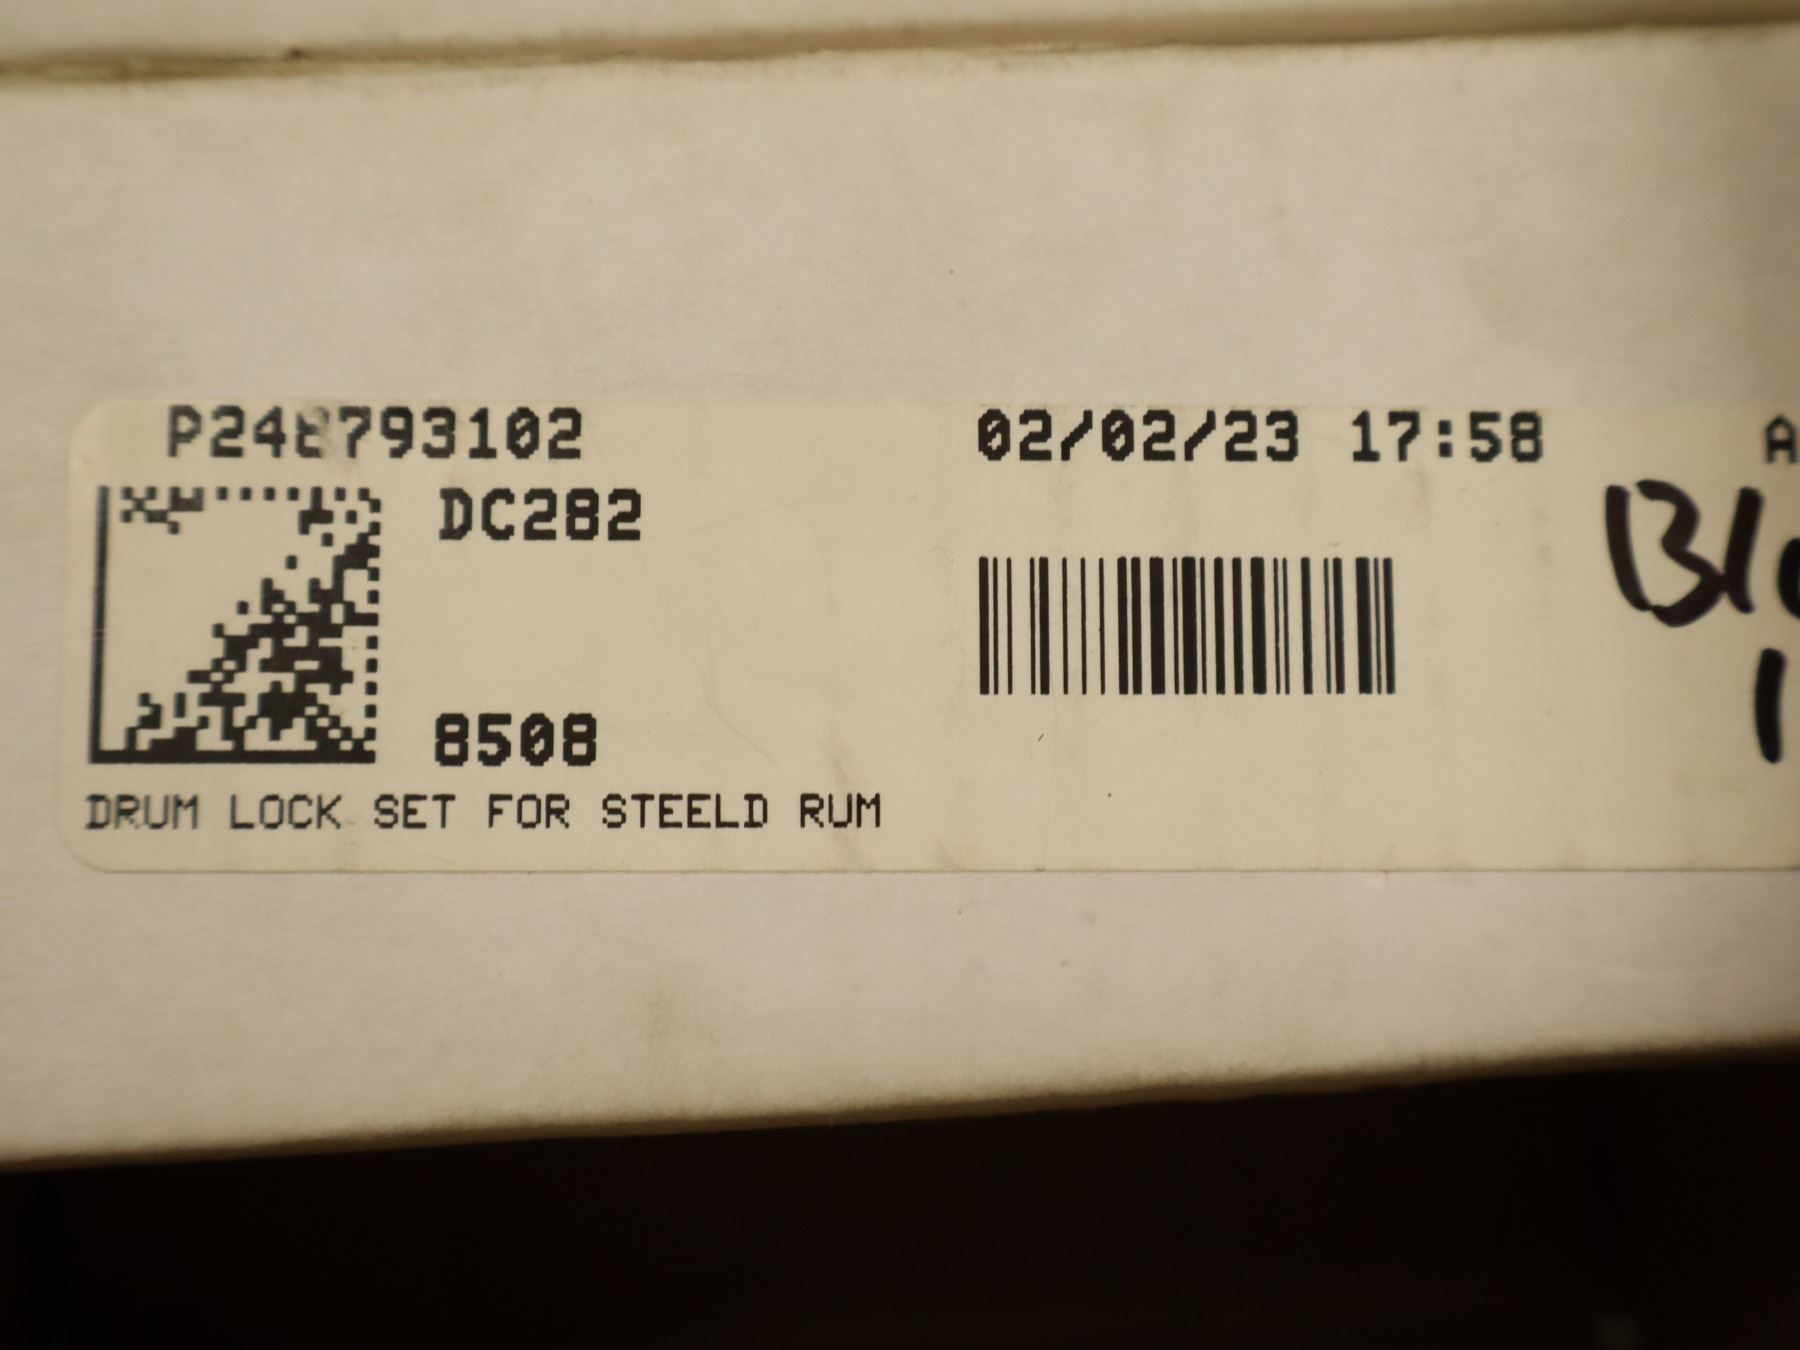 P248793102
02/02/23 17:58
A
DC282
8508
DRUM LOCK SET FOR STEELD RUM